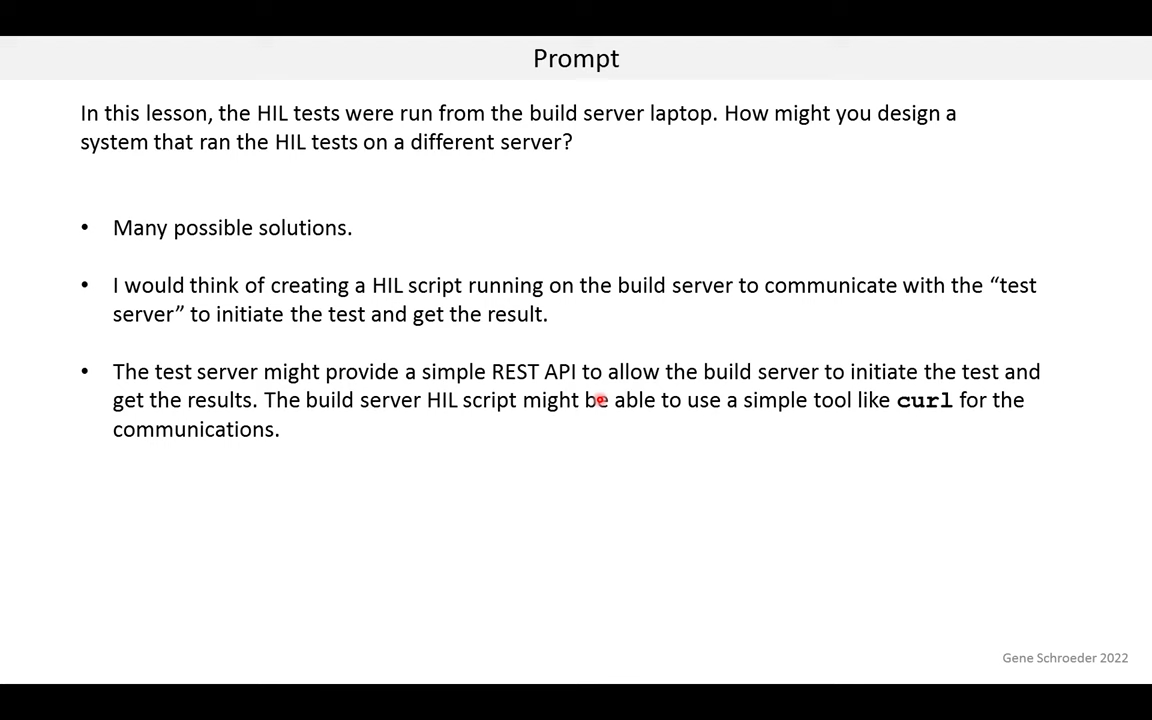 Prompt
In this lesson, the HIL tests were run from the build server laptop. How might you design a
system that ran the HIL tests on a different server?
• Many possible solutions.
• I would think of creating a HIL script running on the build server to communicate with the “test
server” to initiate the test and get the result.
• The test server might provide a simple REST API to allow the build server to initiate the test and
get the results. The build server HIL script might be able to use a simple tool like curl for the
communications.
Gene Schroeder 2022